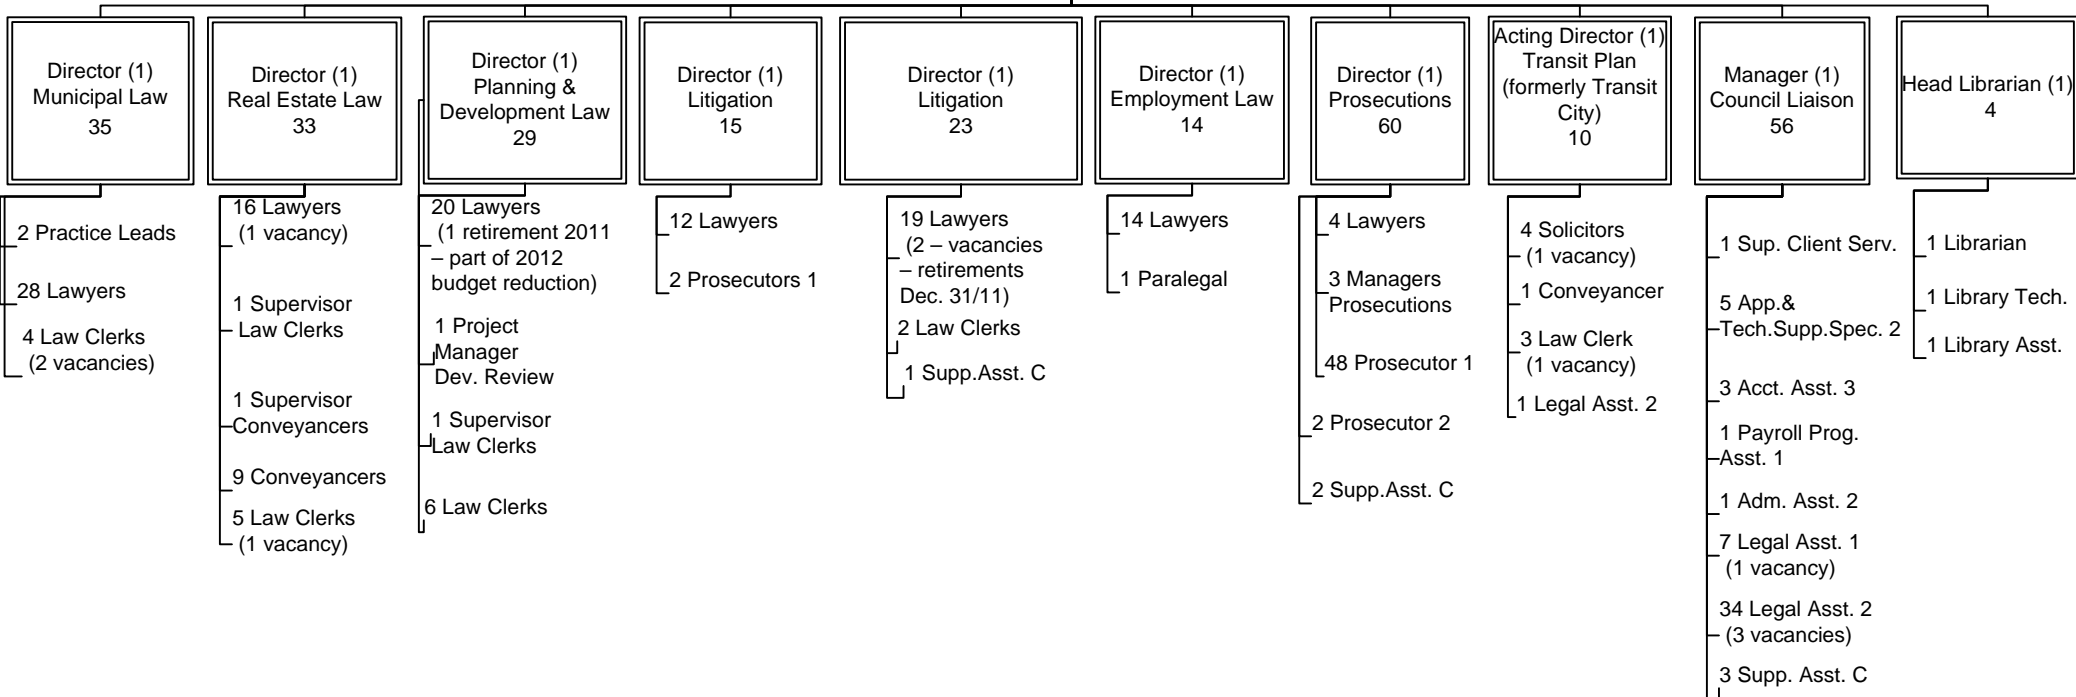 Director (1)
Municipal Law
35
2 Practice Leads
28 Lawyers
4 Law Clerks
(2 vacancies)
Director (1)
Real Estate Law
33
16 Lawyers
(1 vacancy)
1 Supervisor
Law Clerks
1 Supervisor
Conveyancers
9 Conveyancers
5 Law Clerks
(1 vacancy)
Director (1)
Planning &
Development Law
29
20 Lawyers
(1 retirement 2011
– part of 2012
budget reduction)
1 Project
Manager
Dev. Review
1 Supervisor
Law Clerks
6 Law Clerks
Director (1)
Litigation
15
12 Lawyers
2 Prosecutors 1
Director (1)
Litigation
23
19 Lawyers
(2 – vacancies
– retirements
Dec. 31/11)
2 Law Clerks
1 Supp.Asst. C
Director (1)
Employment Law
14
14 Lawyers
1 Paralegal
Director (1)
Prosecutions
60
4 Lawyers
3 Managers
Prosecutions
48 Prosecutor 1
2 Prosecutor 2
2 Supp.Asst. C
Acting Director (1)
Transit Plan
(formerly Transit
City)
10
4 Solicitors
(1 vacancy)
1 Conveyancer
3 Law Clerk
(1 vacancy)
1 Legal Asst. 2
Manager (1)
Council Liaison
56
1 Sup. Client Serv.
5 App.&
Tech.Supp.Spec. 2
3 Acct. Asst. 3
1 Payroll Prog.
Asst. 1
1 Adm. Asst. 2
7 Legal Asst. 1
(1 vacancy)
34 Legal Asst. 2
(3 vacancies)
3 Supp. Asst. C
Head Librarian (1)
4
1 Librarian
1 Library Tech.
1 Library Asst.